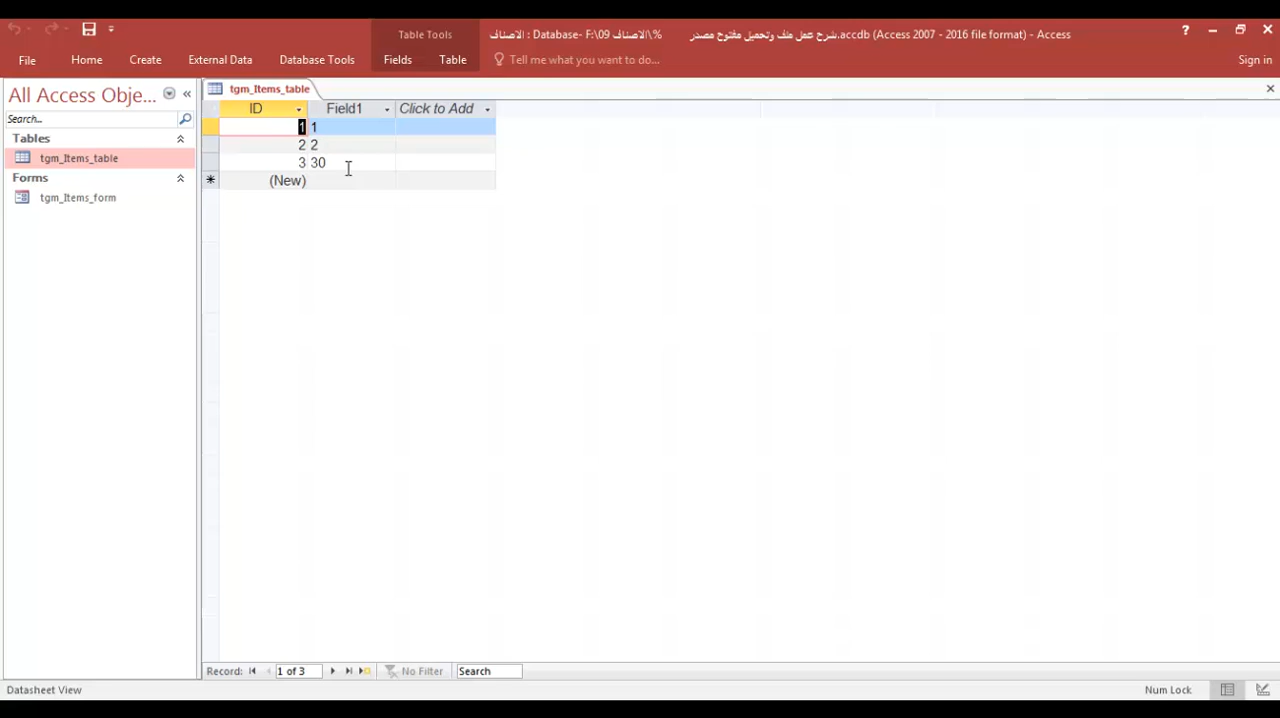 Table Tools
شرح عمل ملف وتحميل مفتوح مصدر.accdb (Access 2007 - 2016 file format) - Access الاصناف : Database- F:\09 الاصناف\%
File Home Create External Data Database Tools Fields Table Tell me what you want to do... Sign in
All Access Obje...
Search...
Tables
tgm_Items_table
Forms
tgm_Items_form
tgm_Items_table
ID Field1 Click to Add
1 1
2 2
3 30
(New)
Record: 1 of 3 No Filter Search
Datasheet View Num Lock